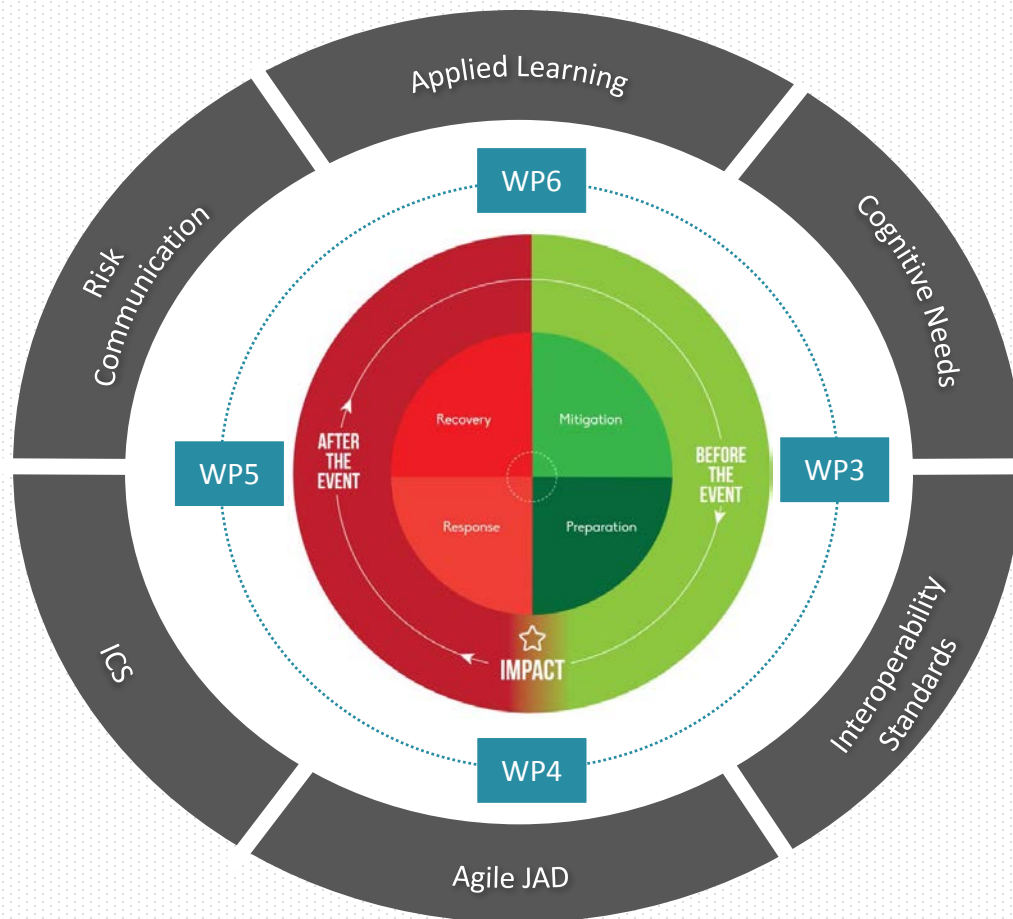 Applied Learning
WP6
Risk
Communication
Cognitive Needs
Recovery
Mitigation
AFTER
THE
EVENT
BEFORE
THE
EVENT
WP5
WP3
Response
Preparation
IMPACT
ICS
Interoperability
Standards
WP4
Agile JAD